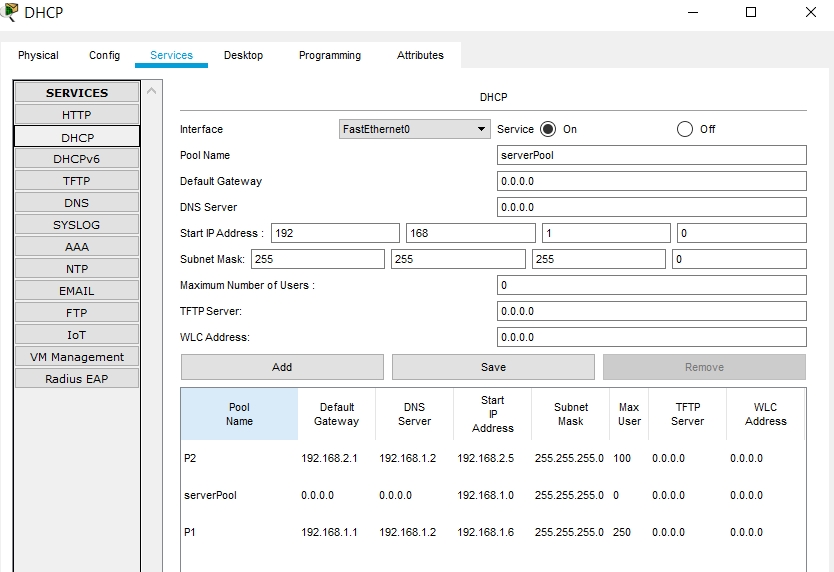 DHCP
Physical Config Services Desktop Programming Attributes
SERVICES
HTTP
DHCP
DHCPv6
TFTP
DNS
SYSLOG
AAA
NTP
EMAIL
FTP
IoT
VM Management
Radius EAP
DHCP
Interface FastEthernet0 Service On Off
Pool Name serverPool
Default Gateway 0.0.0.0
DNS Server 0.0.0.0
Start IP Address : 192 168 1 0
Subnet Mask: 255 255 255 0
Maximum Number of Users : 0
TFTP Server: 0.0.0.0
WLC Address: 0.0.0.0
Add Save Remove
Pool Name Default Gateway DNS Server Start IP Address Subnet Mask Max User TFTP Server WLC Address
P2 192.168.2.1 192.168.1.2 192.168.2.5 255.255.255.0 100 0.0.0.0 0.0.0.0
serverPool 0.0.0.0 0.0.0.0 192.168.1.0 255.255.255.0 0 0.0.0.0 0.0.0.0
P1 192.168.1.1 192.168.1.2 192.168.1.6 255.255.255.0 250 0.0.0.0 0.0.0.0